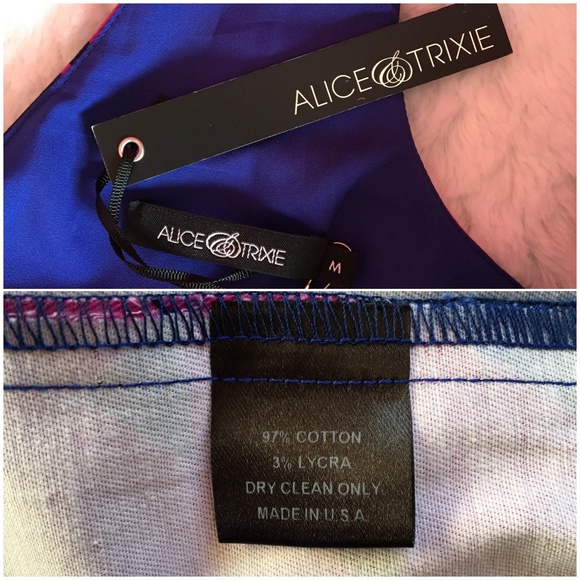 ALICE & TRIXIE
ALICE & TRIXIE
M
97% COTTON
3% LYCRA
DRY CLEAN ONLY
MADE IN U.S.A.